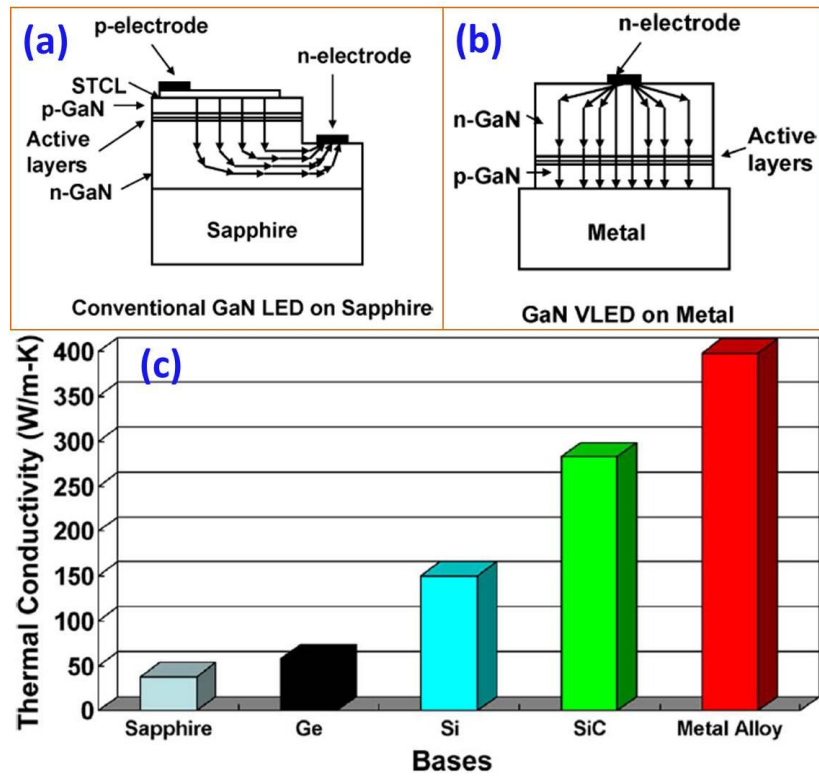 (a)
p-electrode
n-electrode
STCL
p-GaN
Active
layers
n-GaN
Sapphire
Conventional GaN LED on Sapphire
(b)
n-electrode
n-GaN
Active
layers
p-GaN
Metal
GaN VLED on Metal
(c)
Thermal Conductivity (W/m-K)
400
350
300
250
200
150
100
50
0
Sapphire
Ge
Si
SiC
Metal Alloy
Bases